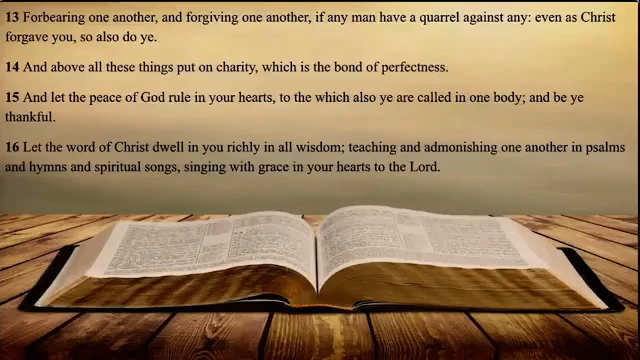 13 Forbearing one another, and forgiving one another, if any man have a quarrel against any: even as Christ
forgave you, so also do ye.
14 And above all these things put on charity, which is the bond of perfectness.
15 And let the peace of God rule in your hearts, to the which also ye are called in one body; and be ye
thankful.
16 Let the word of Christ dwell in you richly in all wisdom; teaching and admonishing one another in psalms
and hymns and spiritual songs, singing with grace in your hearts to the Lord.